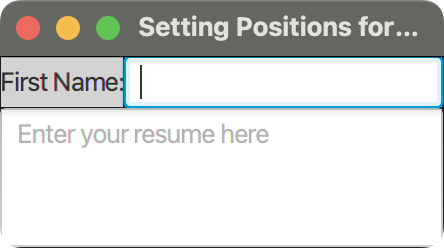 Setting Positions for...
First Name:
Enter your resume here